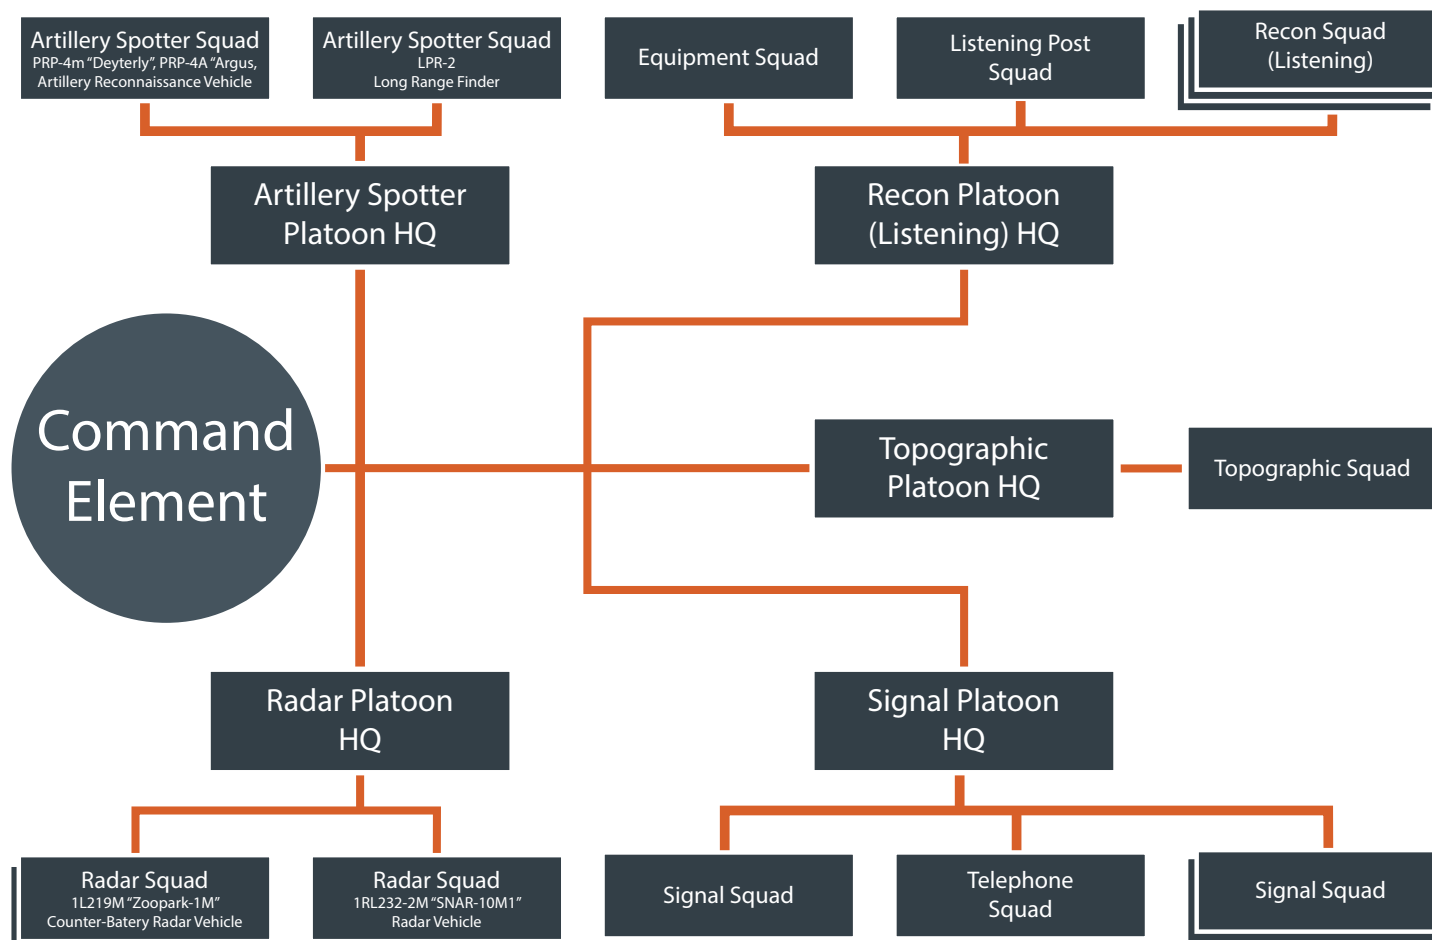 Artillery Spotter Squad
PRP-4m “Deyterly”, PRP-4A “Argus,
Artillery Reconnaissance Vehicle
Artillery Spotter Squad
LPR-2
Long Range Finder
Equipment Squad
Listening Post
Squad
Recon Squad
(Listening)
Artillery Spotter
Platoon HQ
Recon Platoon
(Listening) HQ
Command
Element
Topographic
Platoon HQ
Topographic Squad
Radar Platoon
HQ
Signal Platoon
HQ
Radar Squad
1L219M “Zoopark-1M”
Counter-Batery Radar Vehicle
Radar Squad
1RL232-2M “SNAR-10M1”
Radar Vehicle
Signal Squad
Telephone
Squad
Signal Squad